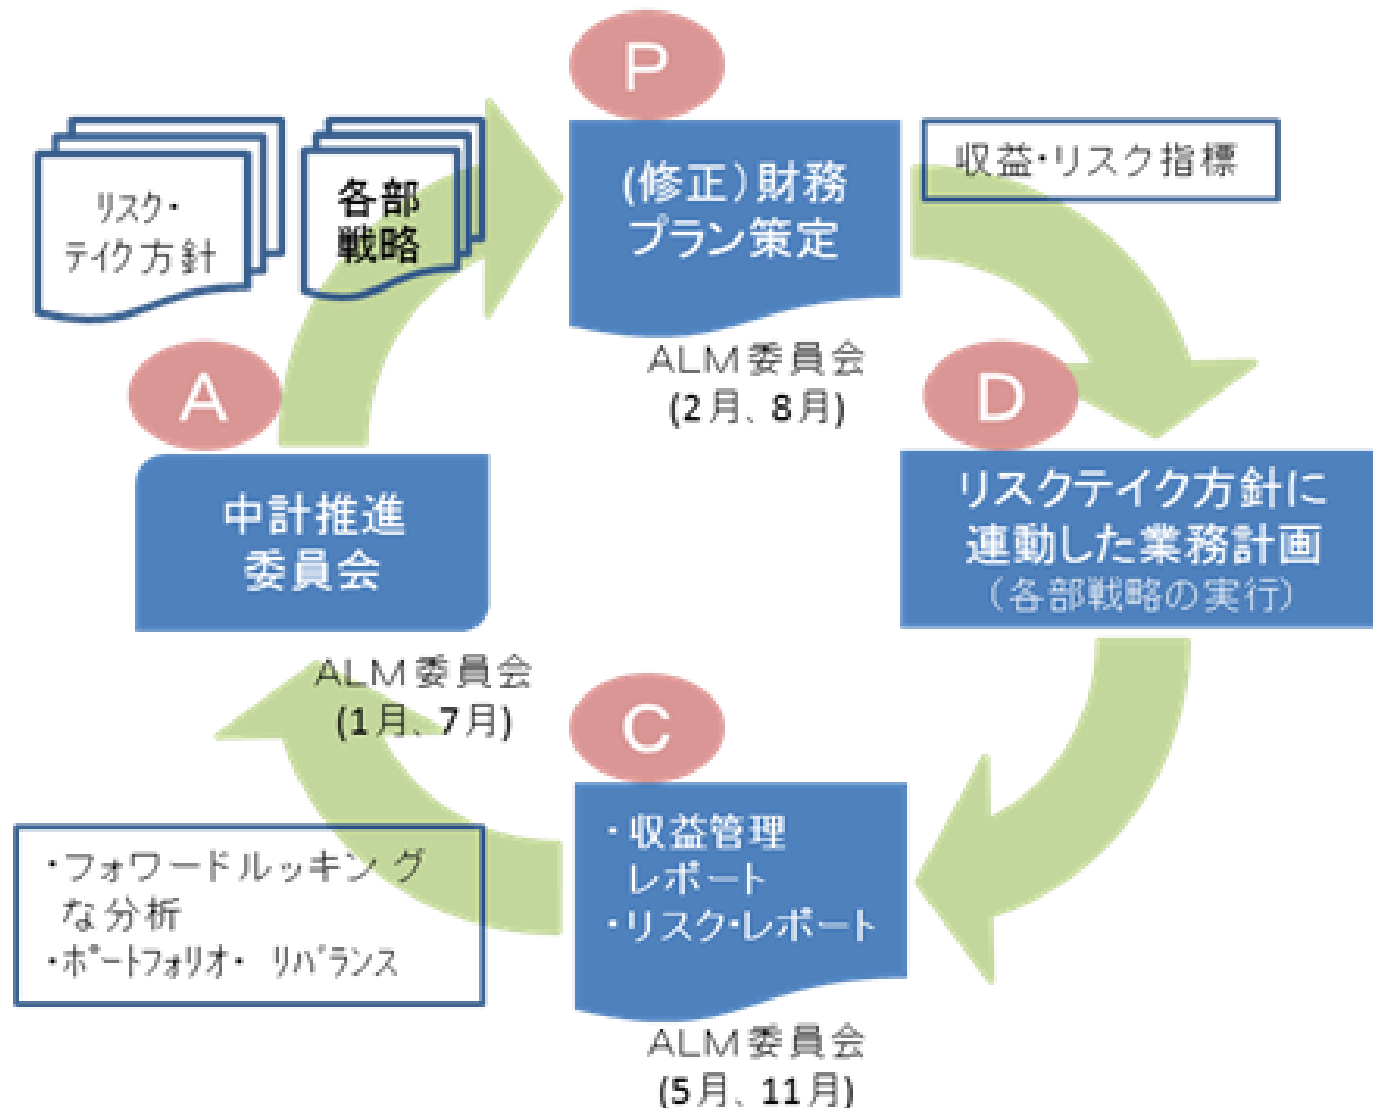 P
リスク・
テイク方針
各部
戦略
(修正)財務
プラン策定
収益・リスク指標
ALM委員会
(2月、8月)
A
D
中計推進
委員会
リスクテイク方針に
連動した業務計画
(各部戦略の実行)
ALM委員会
(1月、7月)
C
・収益管理
レポート
・リスク・レポート
・フォワードルッキング
な分析
・ポートフォリオ・ リバランス
ALM委員会
(5月、11月)